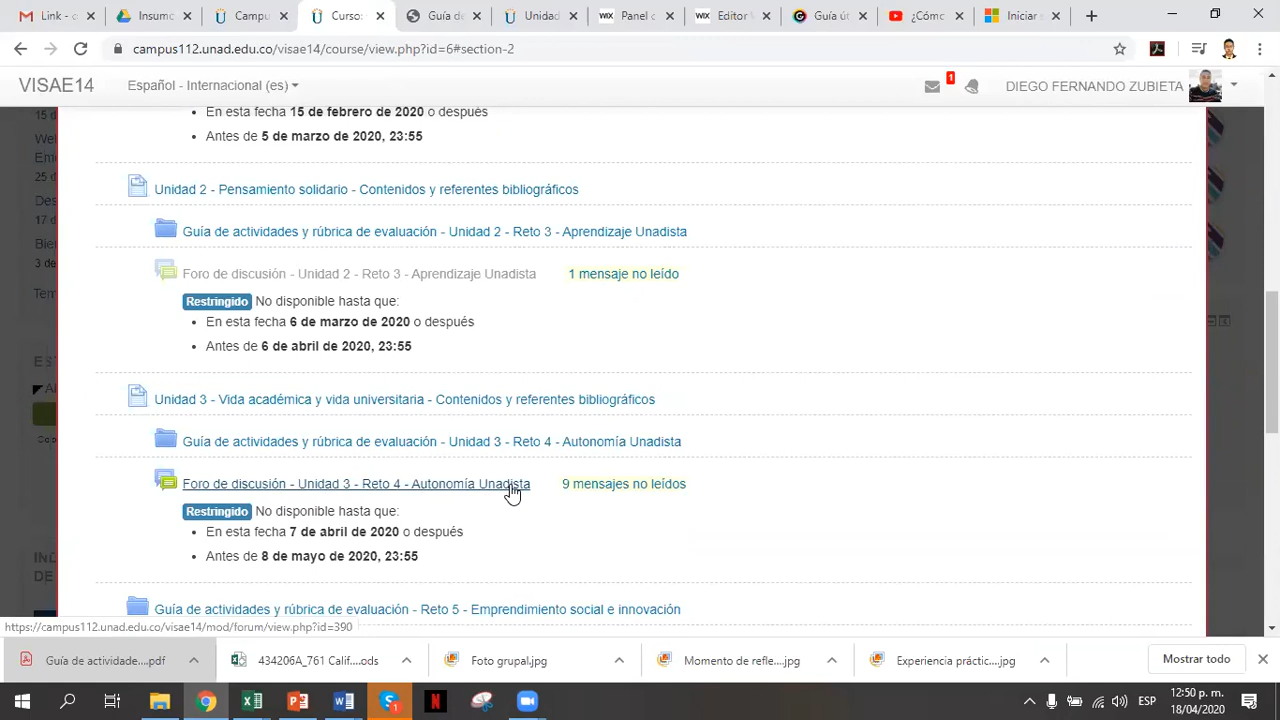 Link - c
Insumo
Campu
Curso:
Guía de
Unidad
Panel c
Editor
Guía út
¿Cómo
Iniciar
campus112.unad.edu.co/visae14/course/view.php?id=6#section-2
VISAE14
Español - Internacional (es)
1
DIEGO FERNANDO ZUBIETA
En esta fecha 15 de febrero de 2020 o después
Antes de 5 de marzo de 2020, 23:55
Unidad 2 - Pensamiento solidario - Contenidos y referentes bibliográficos
Guía de actividades y rúbrica de evaluación - Unidad 2 - Reto 3 - Aprendizaje Unadista
Foro de discusión - Unidad 2 - Reto 3 - Aprendizaje Unadista 1 mensaje no leído
Restringido No disponible hasta que:
En esta fecha 6 de marzo de 2020 o después
Antes de 6 de abril de 2020, 23:55
Unidad 3 - Vida académica y vida universitaria - Contenidos y referentes bibliográficos
Guía de actividades y rúbrica de evaluación - Unidad 3 - Reto 4 - Autonomía Unadista
Foro de discusión - Unidad 3 - Reto 4 - Autonomía Unadista 9 mensajes no leídos
Restringido No disponible hasta que:
En esta fecha 7 de abril de 2020 o después
Antes de 8 de mayo de 2020, 23:55
Guía de actividades y rúbrica de evaluación - Reto 5 - Emprendimiento social e innovación
https://campus112.unad.edu.co/visae14/mod/forum/view.php?id=390
Guía de actividade....pdf
434206A_761 Calif....ods
Foto grupal.jpg
Momento de refle....jpg
Experiencia práctic....jpg
Mostrar todo
ESP
12:50 p. m.
18/04/2020